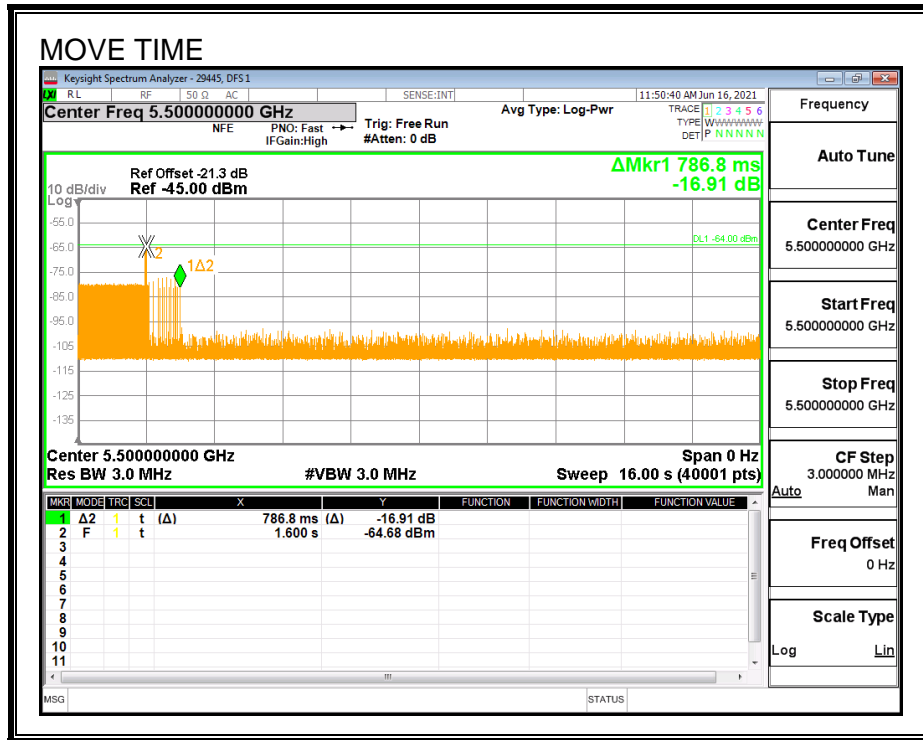 MOVE TIME
Keysight Spectrum Analyzer - 29445, DFS 1
LXI RL RF 50 Ω AC SENSE:INT 11:50:40 AM Jun 16, 2021
Center Freq 5.500000000 GHz Avg Type: Log-Pwr TRACE 1 2 3 4 5 6
NFE PNO: Fast Trig: Free Run TYPE WWWWWWW
IFGain:High #Atten: 0 dB DET P N N N N N
Ref Offset -21.3 dB ΔMkr1 786.8 ms
10 dB/div Ref -45.00 dBm -16.91 dB
Log
-55.0
DL1 -64.00 dBm
-65.0
2
1Δ2
-75.0
-85.0
-95.0
-105
-115
-125
-135
Center 5.500000000 GHz Span 0 Hz
Res BW 3.0 MHz #VBW 3.0 MHz Sweep 16.00 s (40001 pts)
MKR MODE TRC SCL X Y FUNCTION FUNCTION WIDTH FUNCTION VALUE
1 Δ2 1 t (Δ) 786.8 ms (Δ) -16.91 dB
2 F 1 t 1.600 s -64.68 dBm
3
4
5
6
7
8
9
10
11
MSG STATUS
Frequency
Auto Tune
Center Freq
5.500000000 GHz
Start Freq
5.500000000 GHz
Stop Freq
5.500000000 GHz
CF Step
3.000000 MHz
Auto Man
Freq Offset
0 Hz
Scale Type
Log Lin